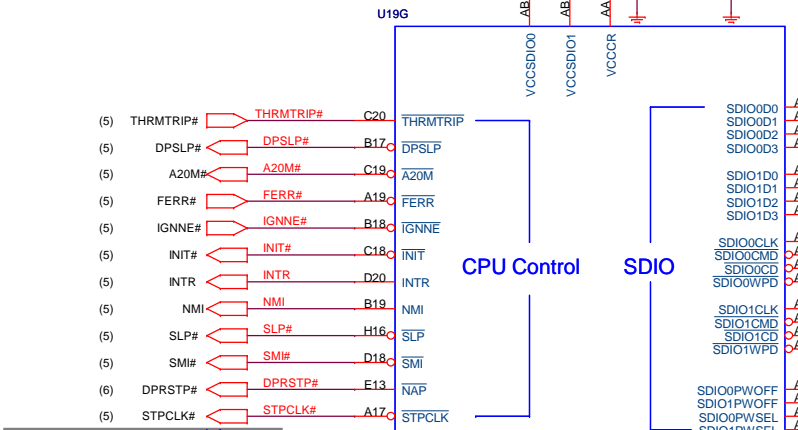 U19G
AB
AB
AA
VCCSDIO0
VCCSDIO1
VCCCR
(5) THRMTRIP# THRMTRIP# C20 THRMTRIP
(5) DPSLP# DPSLP# B17 DPSLP
(5) A20M# A20M# C19 A20M
(5) FERR# FERR# A19 FERR
(5) IGNNE# IGNNE# B18 IGNNE
(5) INIT# INIT# C18 INIT
(5) INTR INTR D20 INTR
(5) NMI NMI B19 NMI
(5) SLP# SLP# H16 SLP
(5) SMI# SMI# D18 SMI
(6) DPRSTP# DPRSTP# E13 NAP
(5) STPCLK# STPCLK# A17 STPCLK
CPU Control
SDIO
SDIO0D0
SDIO0D1
SDIO0D2
SDIO0D3
SDIO1D0
SDIO1D1
SDIO1D2
SDIO1D3
SDIO0CLK
SDIO0CMD
SDIO0CD
SDIO0WPD
SDIO1CLK
SDIO1CMD
SDIO1CD
SDIO1WPD
SDIO0PWOFF
SDIO1PWOFF
SDIO0PWSEL
SDIO1PWSEL